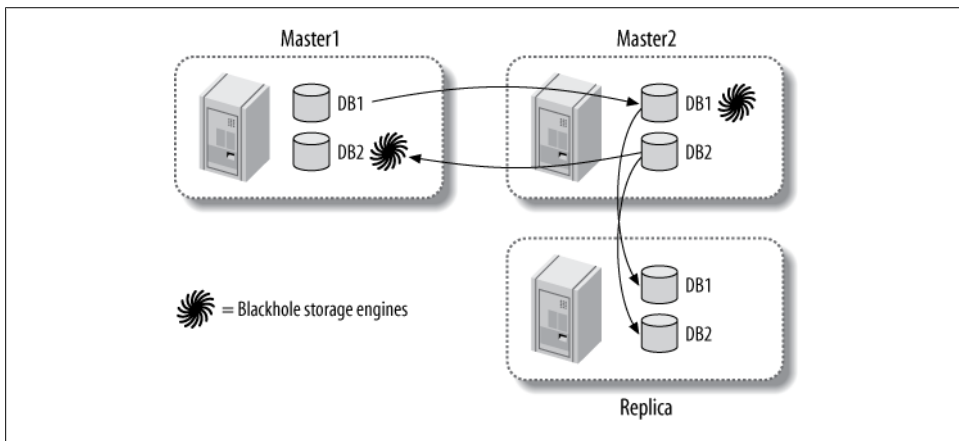 Master1
Master2
DB1
DB2
DB1
DB2
DB1
DB2
= Blackhole storage engines
Replica